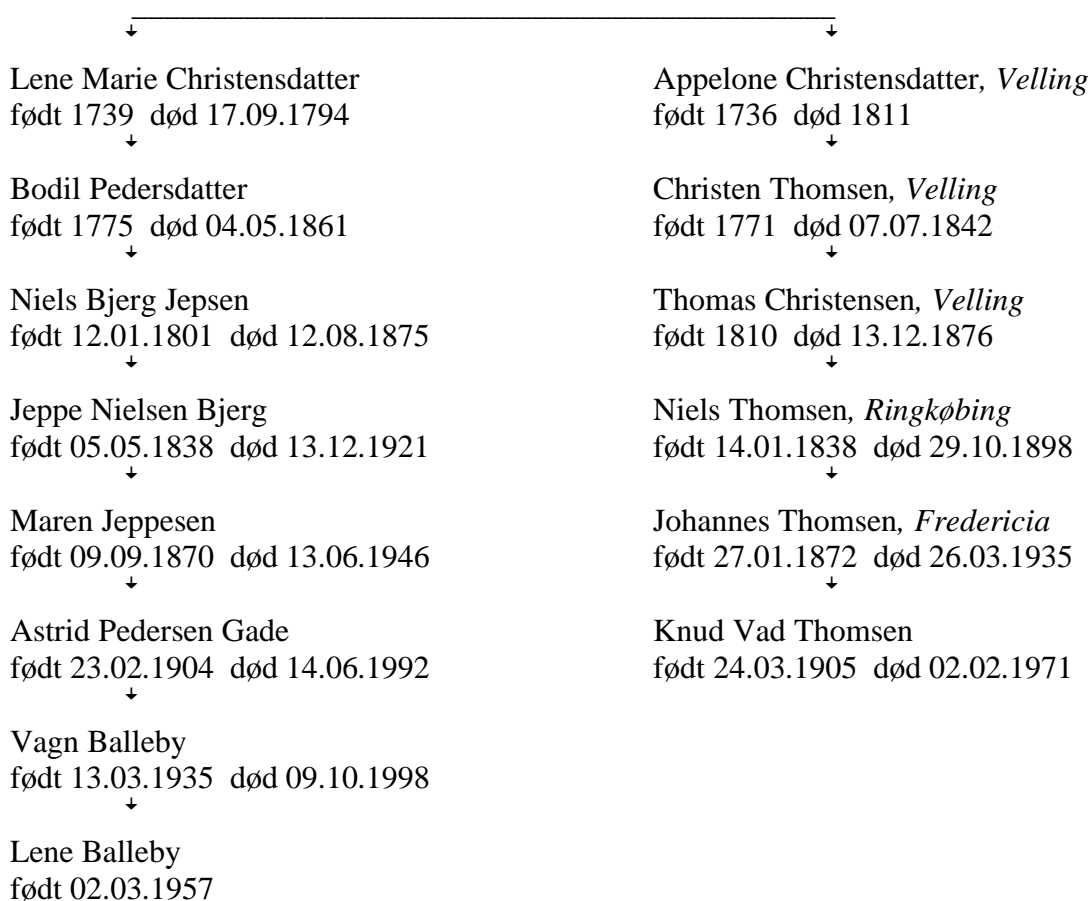 Lene Marie Christensdatter
født 1739 død 17.09.1794
Bodil Pedersdatter
født 1775 død 04.05.1861
Niels Bjerg Jepsen
født 12.01.1801 død 12.08.1875
Jeppe Nielsen Bjerg
født 05.05.1838 død 13.12.1921
Maren Jeppesen
født 09.09.1870 død 13.06.1946
Astrid Pedersen Gade
født 23.02.1904 død 14.06.1992
Vagn Balleby
født 13.03.1935 død 09.10.1998
Lene Balleby
født 02.03.1957
Appelone Christensdatter, Velling
født 1736 død 1811
Christen Thomsen, Velling
født 1771 død 07.07.1842
Thomas Christensen, Velling
født 1810 død 13.12.1876
Niels Thomsen, Ringkøbing
født 14.01.1838 død 29.10.1898
Johannes Thomsen, Fredericia
født 27.01.1872 død 26.03.1935
Knud Vad Thomsen
født 24.03.1905 død 02.02.1971